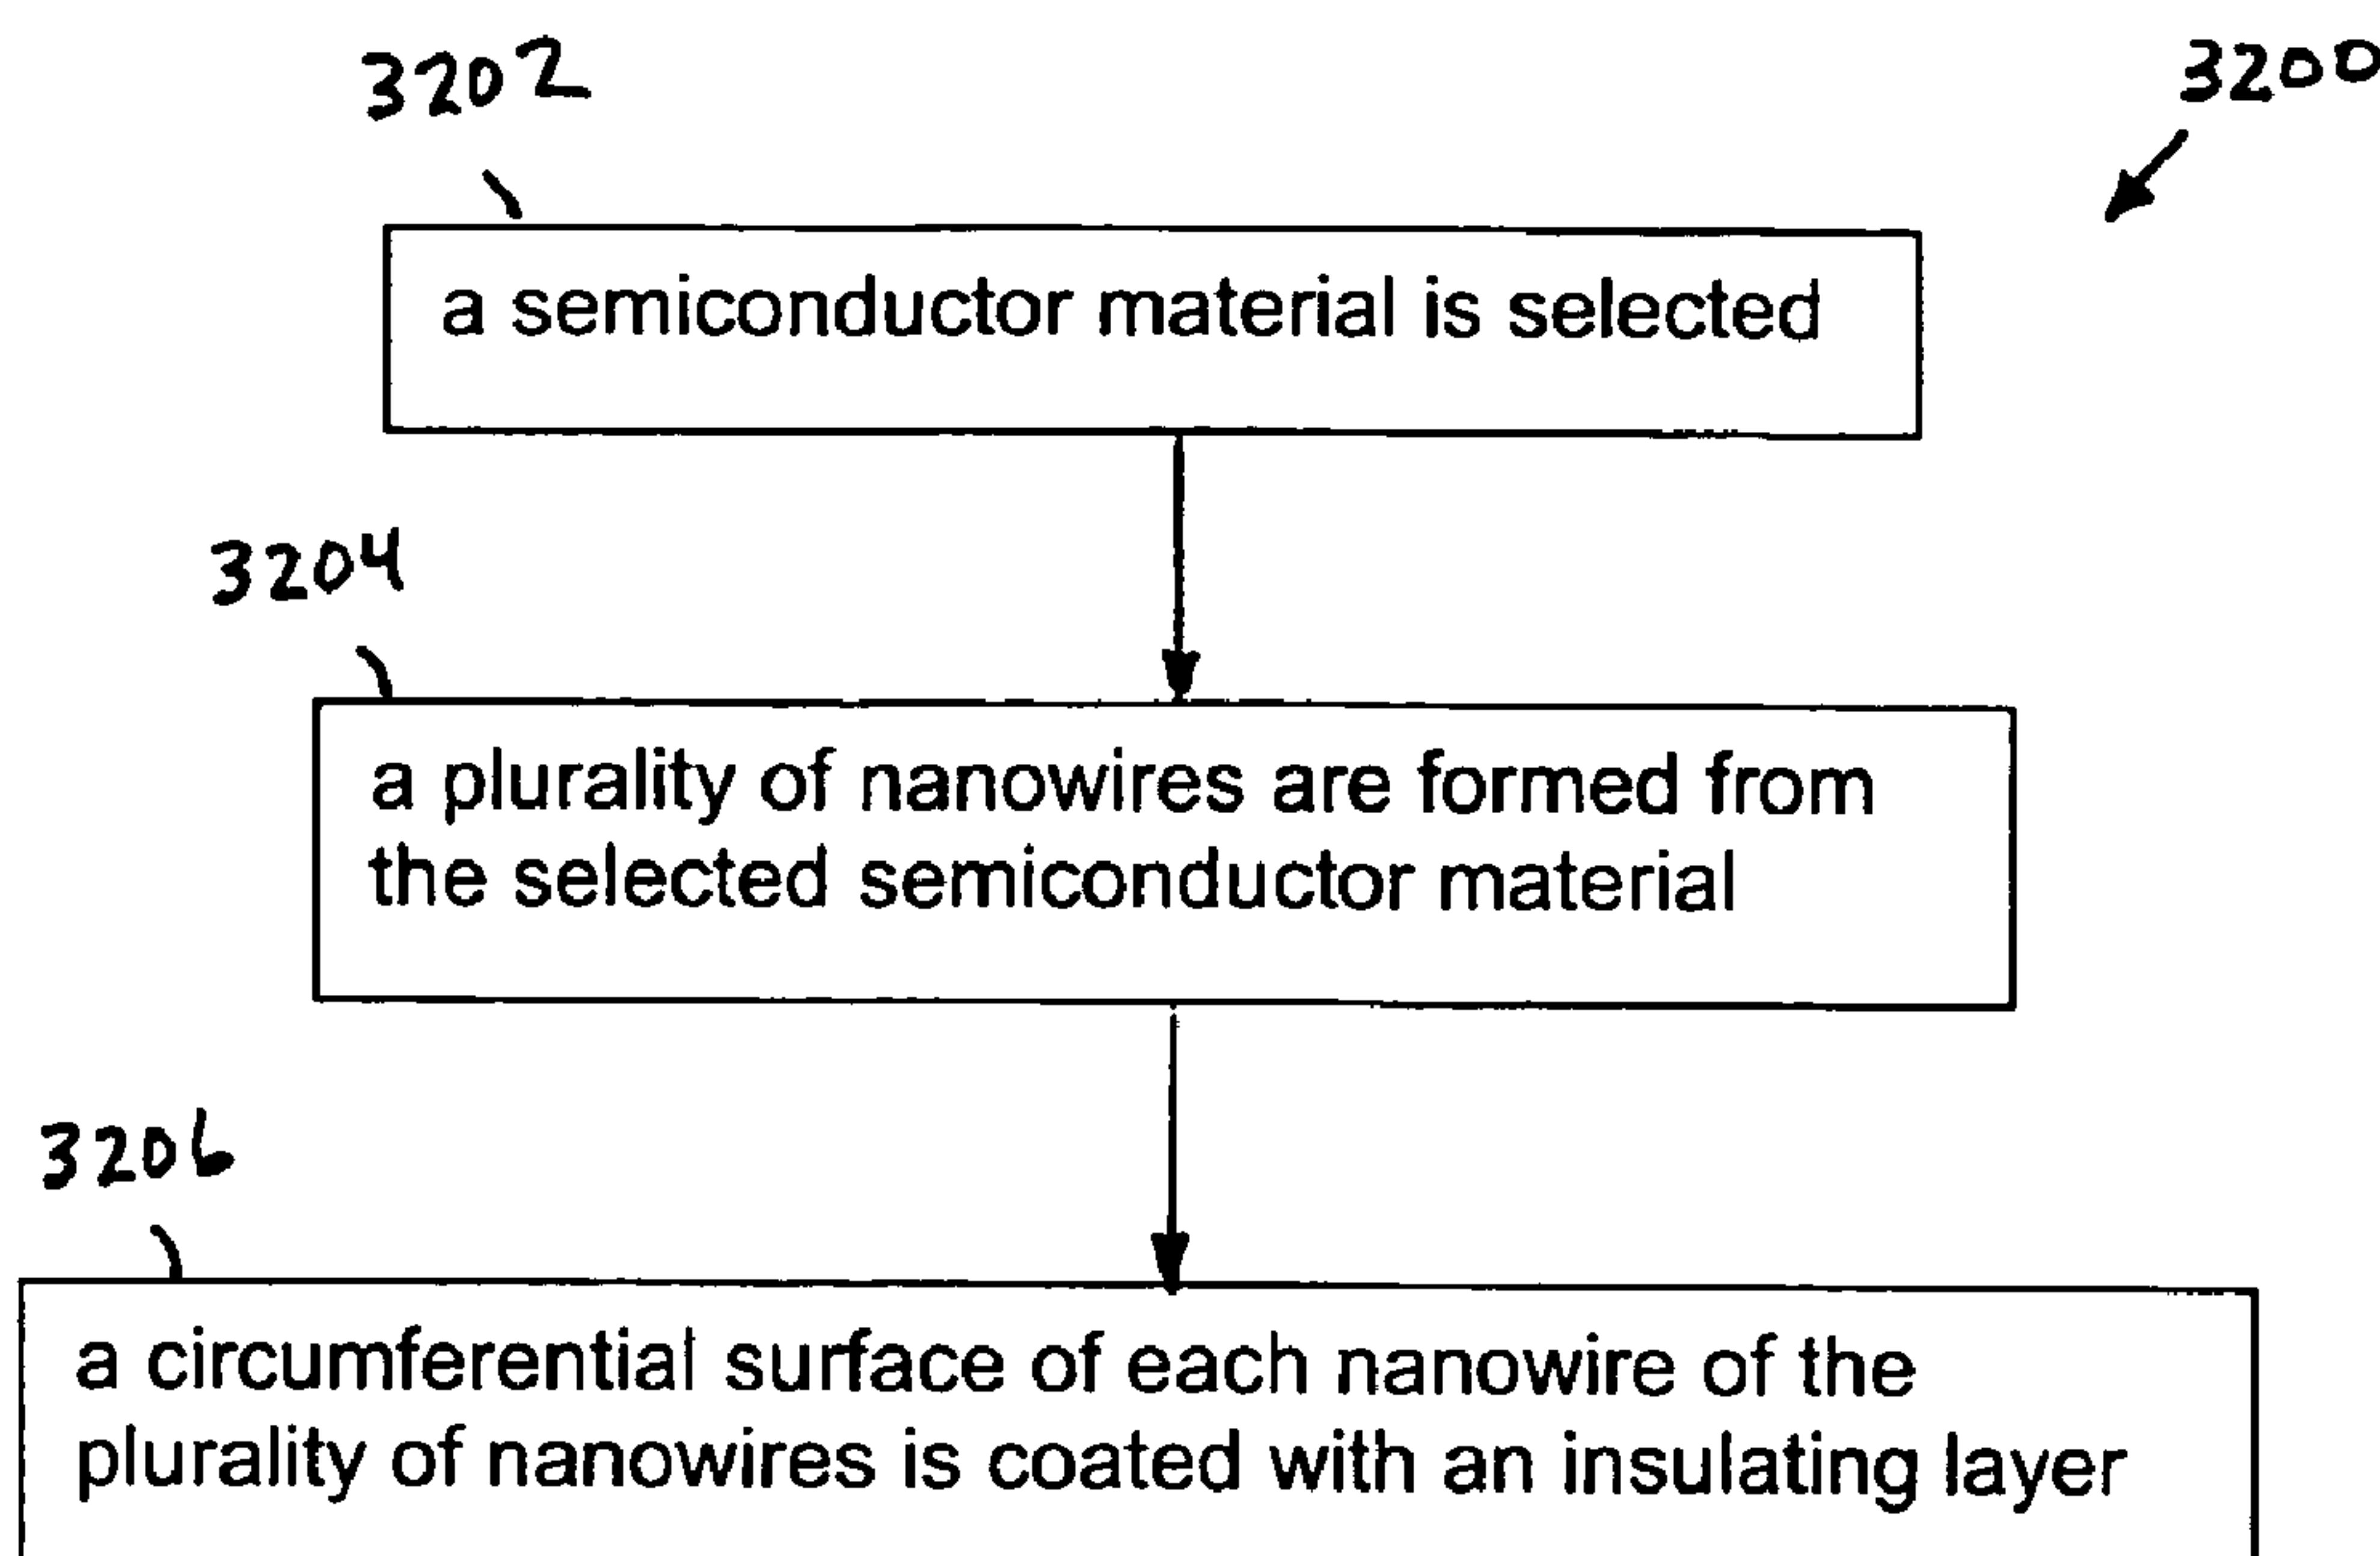 3202
3200
a semiconductor material is selected
3204
a plurality of nanowires are formed from
the selected semiconductor material
3206
a circumferential surface of each nanowire of the
plurality of nanowires is coated with an insulating layer